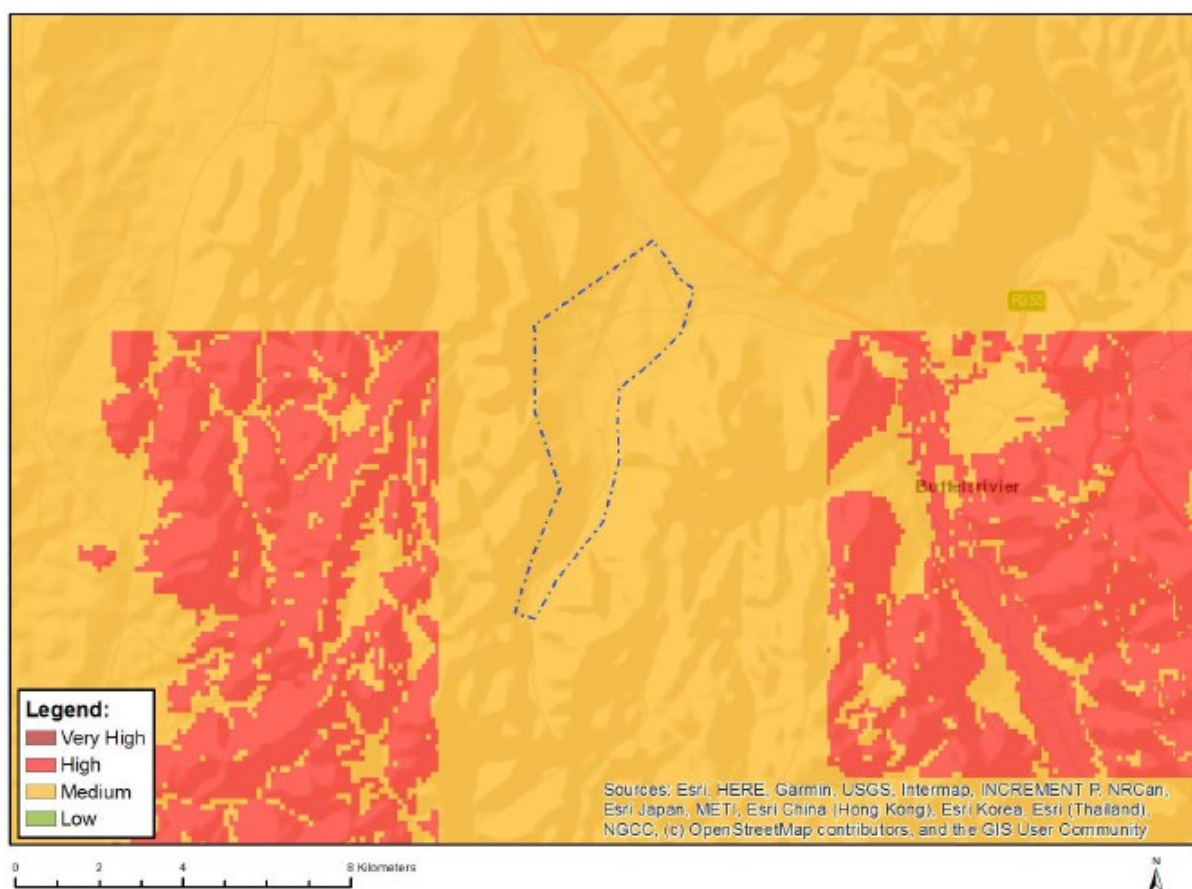 R355
Buffelsrivier
Legend:
Very High
High
Medium
Low
Sources: Esri, HERE, Garmin, USGS, Intermap, INCREMENT P, NRCan,
Esri Japan, METI, Esri China (Hong Kong), Esri Korea, Esri (Thailand),
NGCC, (c) OpenStreetMap contributors, and the GIS User Community
0 2 4 8 Kilometers
N